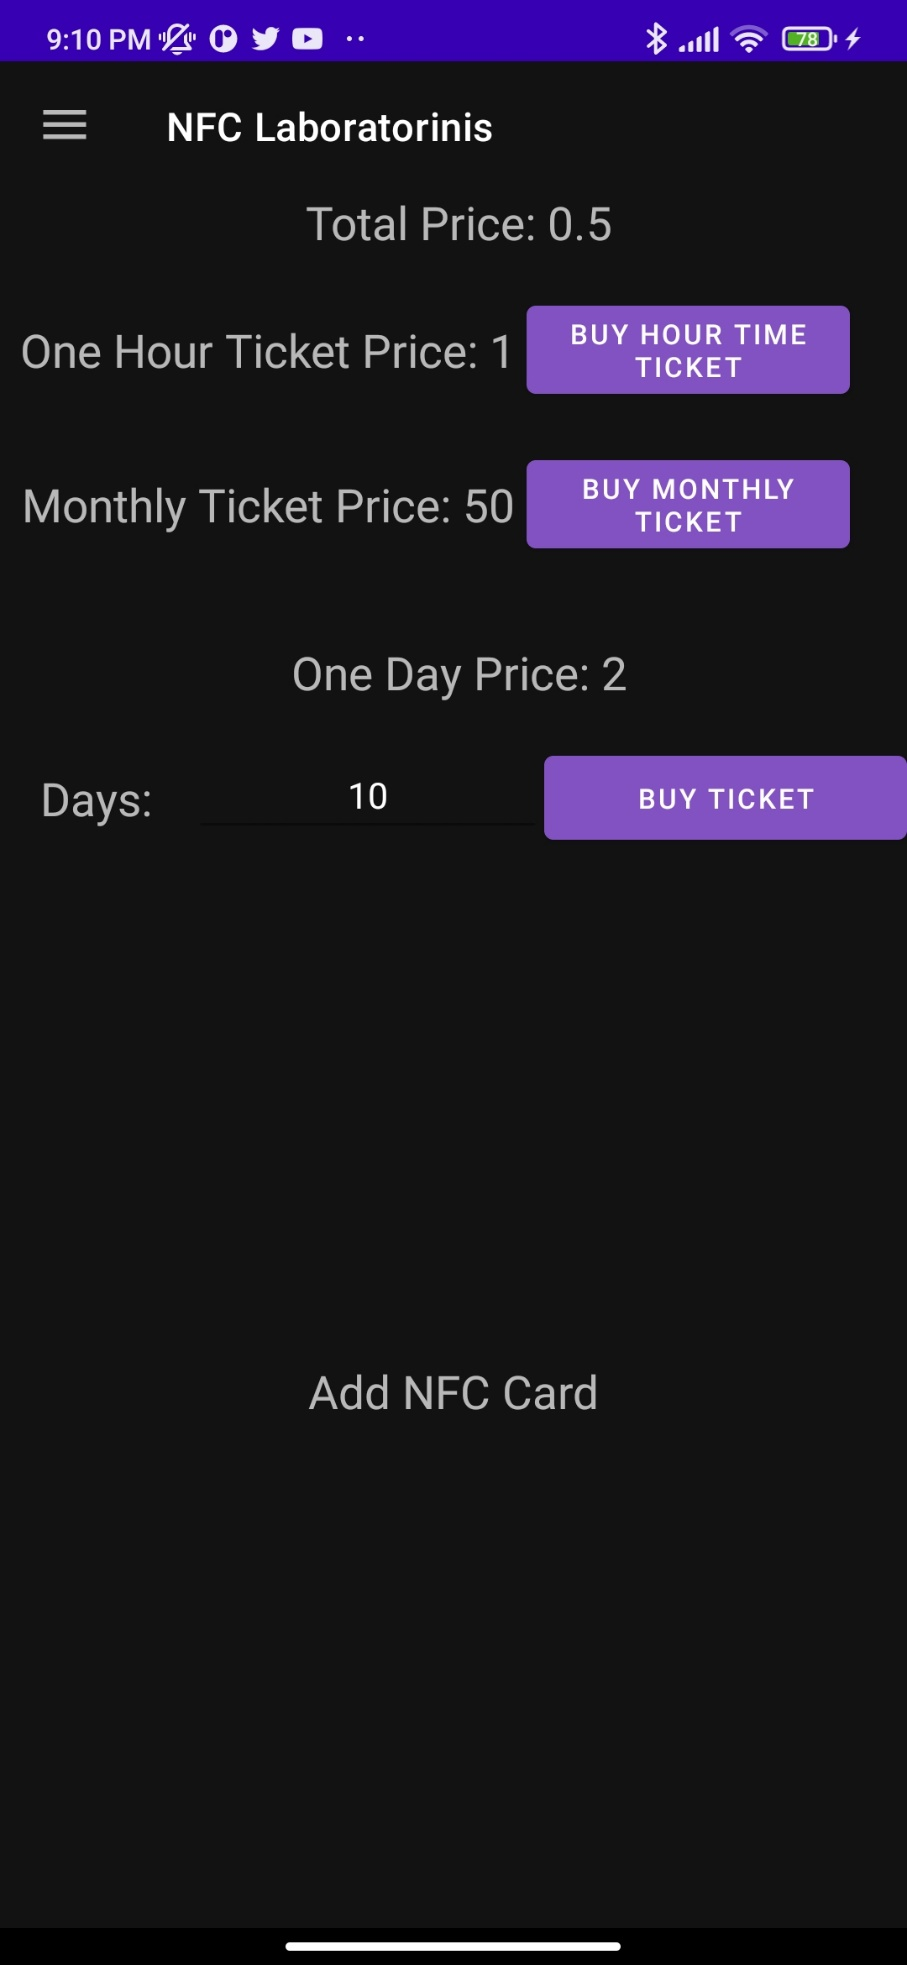 9:10 PM
78
NFC Laboratorinis
Total Price: 0.5
One Hour Ticket Price: 1
BUY HOUR TIME
TICKET
Monthly Ticket Price: 50
BUY MONTHLY
TICKET
One Day Price: 2
Days:
10
BUY TICKET
Add NFC Card